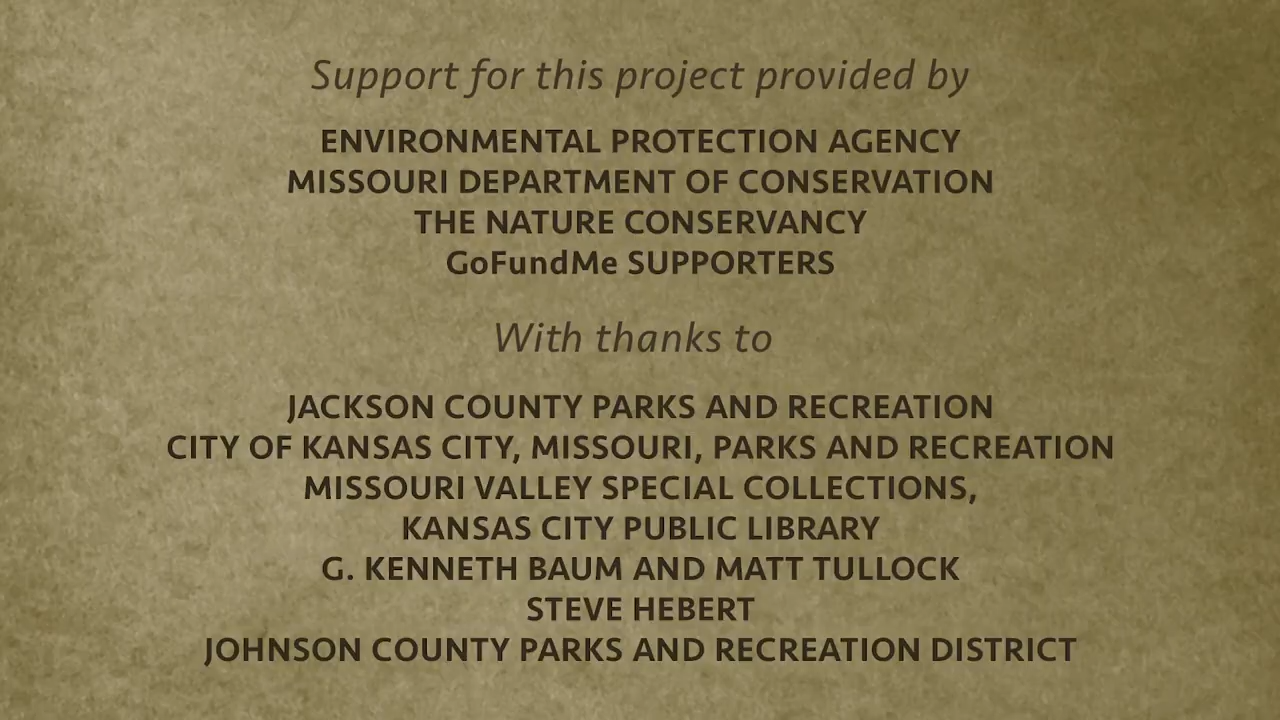 Support for this project provided by
ENVIRONMENTAL PROTECTION AGENCY
MISSOURI DEPARTMENT OF CONSERVATION
THE NATURE CONSERVANCY
GoFundMe SUPPORTERS
With thanks to
JACKSON COUNTY PARKS AND RECREATION
CITY OF KANSAS CITY, MISSOURI, PARKS AND RECREATION
MISSOURI VALLEY SPECIAL COLLECTIONS,
KANSAS CITY PUBLIC LIBRARY
G. KENNETH BAUM AND MATT TULLOCK
STEVE HEBERT
JOHNSON COUNTY PARKS AND RECREATION DISTRICT